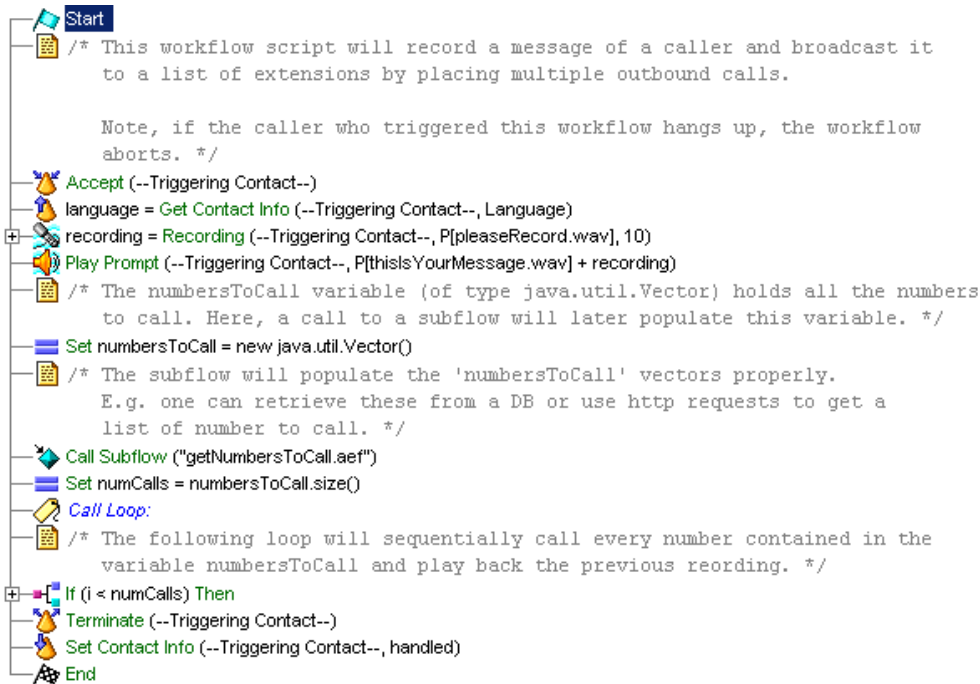 Start
/* This workflow script will record a message of a caller and broadcast it
to a list of extensions by placing multiple outbound calls.
Note, if the caller who triggered this workflow hangs up, the workflow
aborts. */
Accept (--Triggering Contact--)
language = Get Contact Info (--Triggering Contact--, Language)
recording = Recording (--Triggering Contact--, P[pleaseRecord.wav], 10)
Play Prompt (--Triggering Contact--, P[thisIsYourMessage.wav] + recording)
/* The numbersToCall variable (of type java.util.Vector) holds all the numbers
to call. Here, a call to a subflow will later populate this variable. */
Set numbersToCall = new java.util.Vector()
/* The subflow will populate the 'numbersToCall' vectors properly.
E.g. one can retrieve these from a DB or use http requests to get a
list of number to call. */
Call Subflow ("getNumbersToCall.aef")
Set numCalls = numbersToCall.size()
Call Loop:
/* The following loop will sequentially call every number contained in the
variable numbersToCall and play back the previous reording. */
If (i < numCalls) Then
Terminate (--Triggering Contact--)
Set Contact Info (--Triggering Contact--, handled)
End